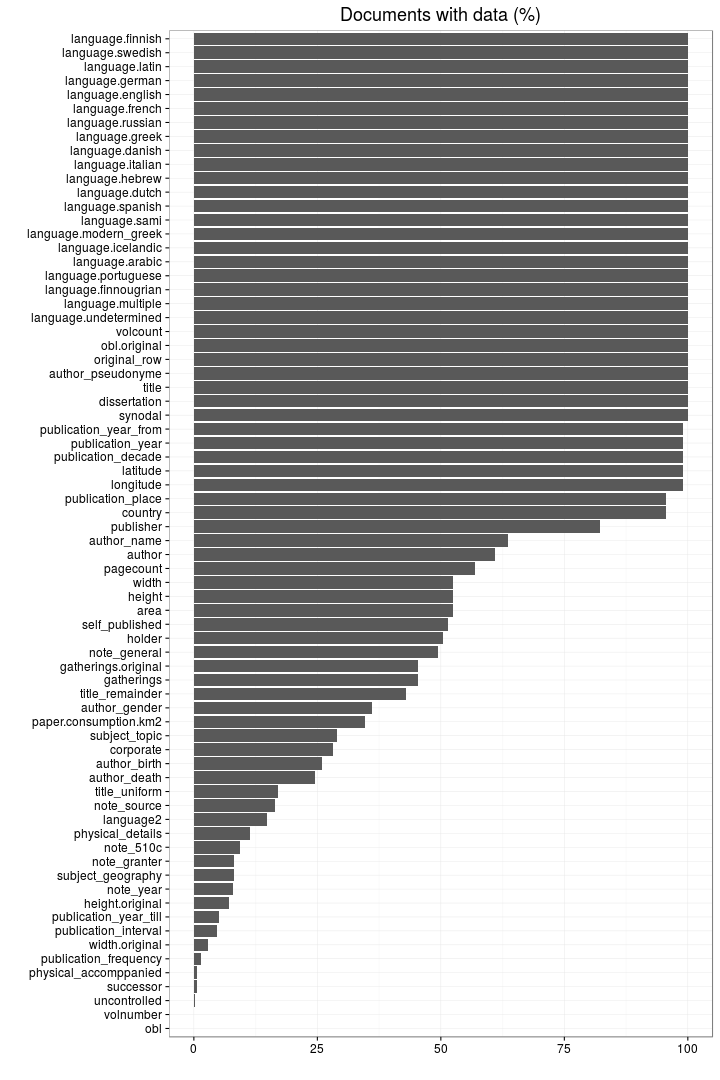 Documents with data (%)
language.finnish
language.swedish
language.latin
language.german
language.english
language.french
language.russian
language.greek
language.danish
language.italian
language.hebrew
language.dutch
language.spanish
language.sami
language.modern_greek
language.icelandic
language.arabic
language.portuguese
language.finnougrian
language.multiple
language.undetermined
volcount
obl.original
original_row
author_pseudonyme
title
dissertation
synodal
publication_year_from
publication_year
publication_decade
latitude
longitude
publication_place
country
publisher
author_name
author
pagecount
width
height
area
self_published
holder
note_general
gatherings.original
gatherings
title_remainder
author_gender
paper.consumption.km2
subject_topic
corporate
author_birth
author_death
title_uniform
note_source
language2
physical_details
note_510c
note_granter
subject_geography
note_year
height.original
publication_year_till
publication_interval
width.original
publication_frequency
physical_accomppanied
successor
uncontrolled
volnumber
obl
0 25 50 75 100